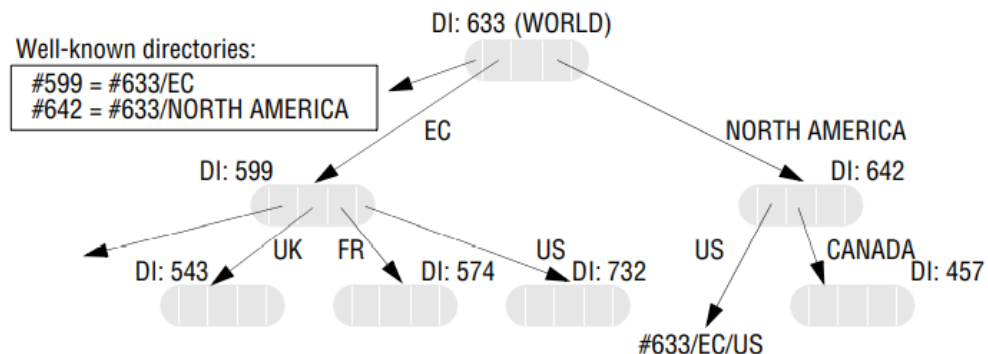 DI: 633 (WORLD)
Well-known directories:
#599 = #633/EC
#642 = #633/NORTH AMERICA
EC
NORTH AMERICA
DI: 599
DI: 642
UK
FR
US
US
CANADA
DI: 543
DI: 574
DI: 732
DI: 457
#633/EC/US